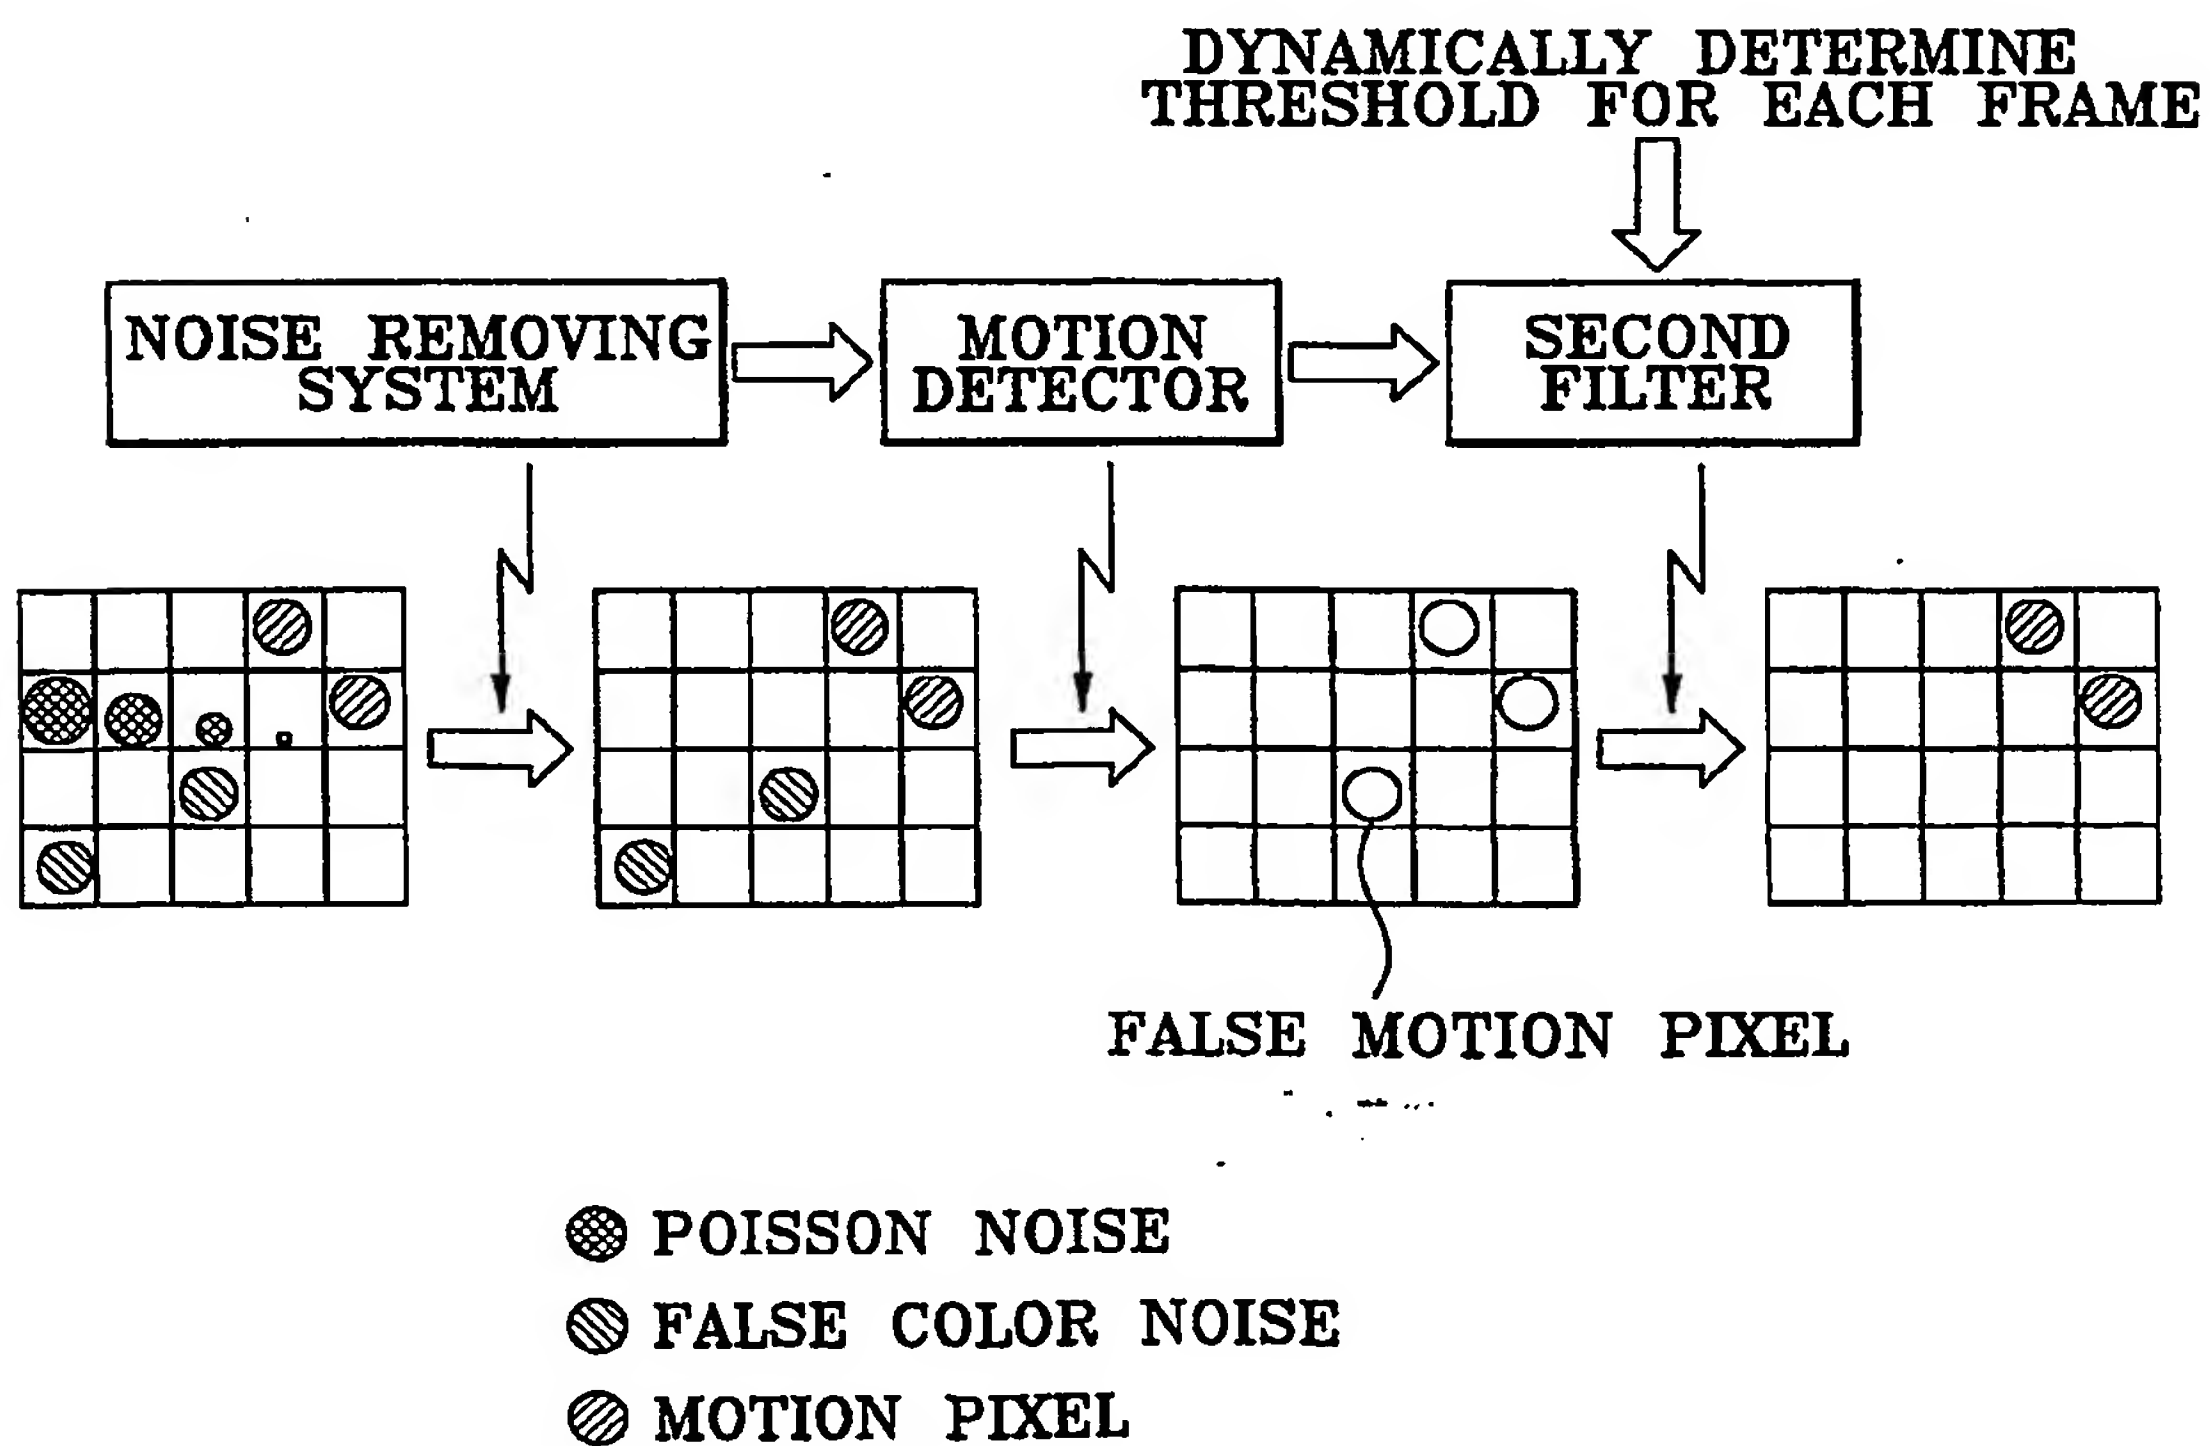 DYNAMICALLY DETERMINE
THRESHOLD FOR EACH FRAME
NOISE REMOVING
SYSTEM
MOTION
DETECTOR
SECOND
FILTER
FALSE MOTION PIXEL
POISSON NOISE
FALSE COLOR NOISE
MOTION PIXEL